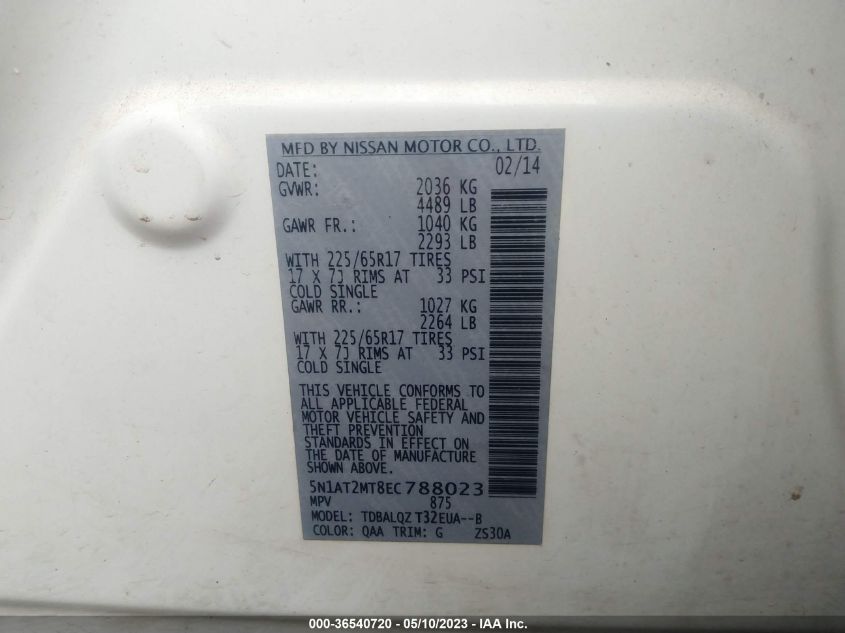 MFD BY NISSAN MOTOR CO., LTD.
DATE: 02/14
GVWR: 2036 KG
4489 LB
GAWR FR.: 1040 KG
2293 LB
WITH 225/65R17 TIRES
17 X 7J RIMS AT 33 PSI
COLD SINGLE
GAWR RR.: 1027 KG
2264 LB
WITH 225/65R17 TIRES
17 X 7J RIMS AT 33 PSI
COLD SINGLE
THIS VEHICLE CONFORMS TO
ALL APPLICABLE FEDERAL
MOTOR VEHICLE SAFETY AND
THEFT PREVENTION
STANDARDS IN EFFECT ON
THE DATE OF MANUFACTURE
SHOWN ABOVE.
5N1AT2MT8EC788023
MPV 875
MODEL: TDBALQZ T32EUA--B
COLOR: QAA TRIM: G ZS30A
000-36540720 - 05/10/2023 - IAA Inc.